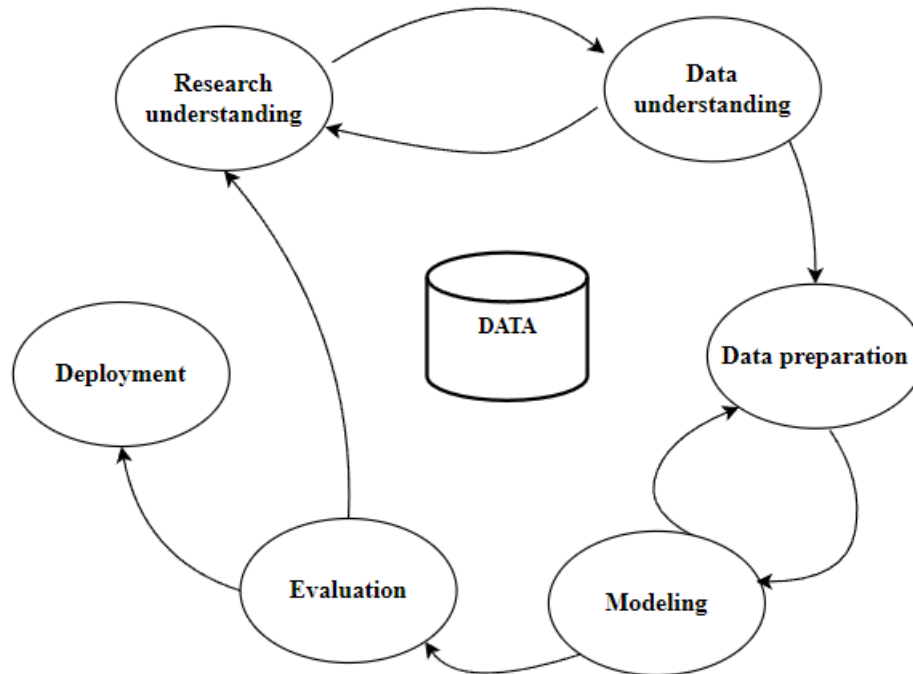 Research
understanding
Data
understanding
DATA
Data preparation
Deployment
Evaluation
Modeling